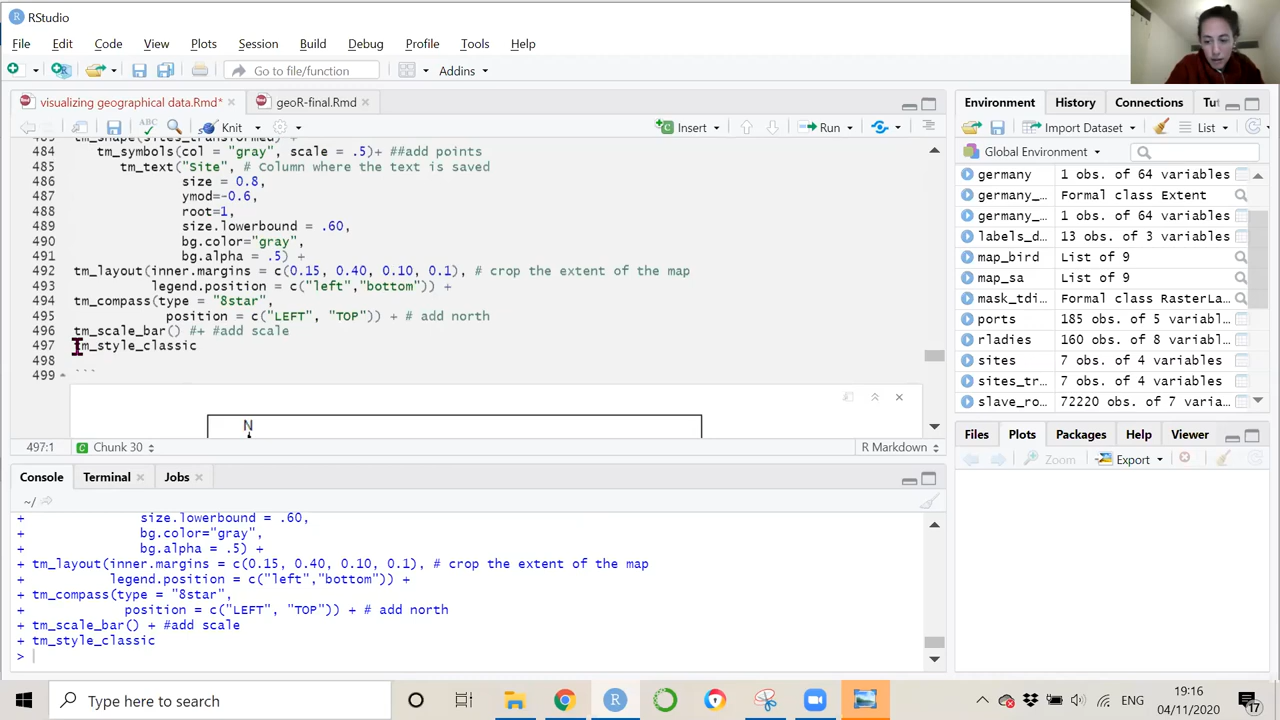 RStudio
File Edit Code View Plots Session Build Debug Profile Tools Help
Go to file/function Addins
visualizing geographical data.Rmd* geoR-final.Rmd
ABC Knit Insert Run
484 tm_symbols(col = "gray", scale = .5)+ ##add points
485 tm_text("Site", # Column where the text is saved
486 size = 0.8,
487 ymod=-0.6,
488 root=1,
489 size.lowerbound = .60,
490 bg.color="gray",
491 bg.alpha = .5) +
492 tm_layout(inner.margins = c(0.15, 0.40, 0.10, 0.1), # crop the extent of the map
493 legend.position = c("left","bottom")) +
494 tm_compass(type = "8star",
495 position = c("LEFT", "TOP")) + # add north
496 tm_scale_bar() #+ #add scale
497 tm_style_classic
498
499 ```
N
497:1 Chunk 30 R Markdown
Console Terminal Jobs
~/
+ size.lowerbound = .60,
+ bg.color="gray",
+ bg.alpha = .5) +
+ tm_layout(inner.margins = c(0.15, 0.40, 0.10, 0.1), # crop the extent of the map
+ legend.position = c("left","bottom")) +
+ tm_compass(type = "8star",
+ position = c("LEFT", "TOP")) + # add north
+ tm_scale_bar() + #add scale
+ tm_style_classic
>
Environment History Connections Tu
Import Dataset List
Global Environment
germany 1 obs. of 64 variables
germany_… Formal class Extent
germany_… 1 obs. of 64 variables
labels_d… 13 obs. of 3 variables
map_bird List of 9
map_sa List of 9
mask_tdi… Formal class RasterLa…
ports 185 obs. of 5 variab…
rladies 160 obs. of 8 variab…
sites 7 obs. of 4 variables
sites_tr… 7 obs. of 4 variables
slave_ro… 72220 obs. of 7 variab…
Files Plots Packages Help Viewer
Zoom Export
Type here to search
ENG
19:16
04/11/2020
17